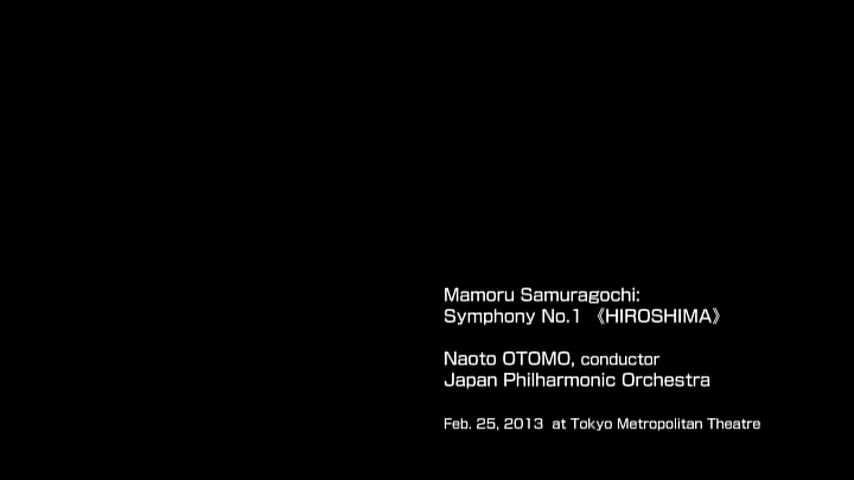 Mamoru Samuragochi:
Symphony No.1 《HIROSHIMA》
Naoto OTOMO, conductor
Japan Philharmonic Orchestra
Feb. 25, 2013 at Tokyo Metropolitan Theatre